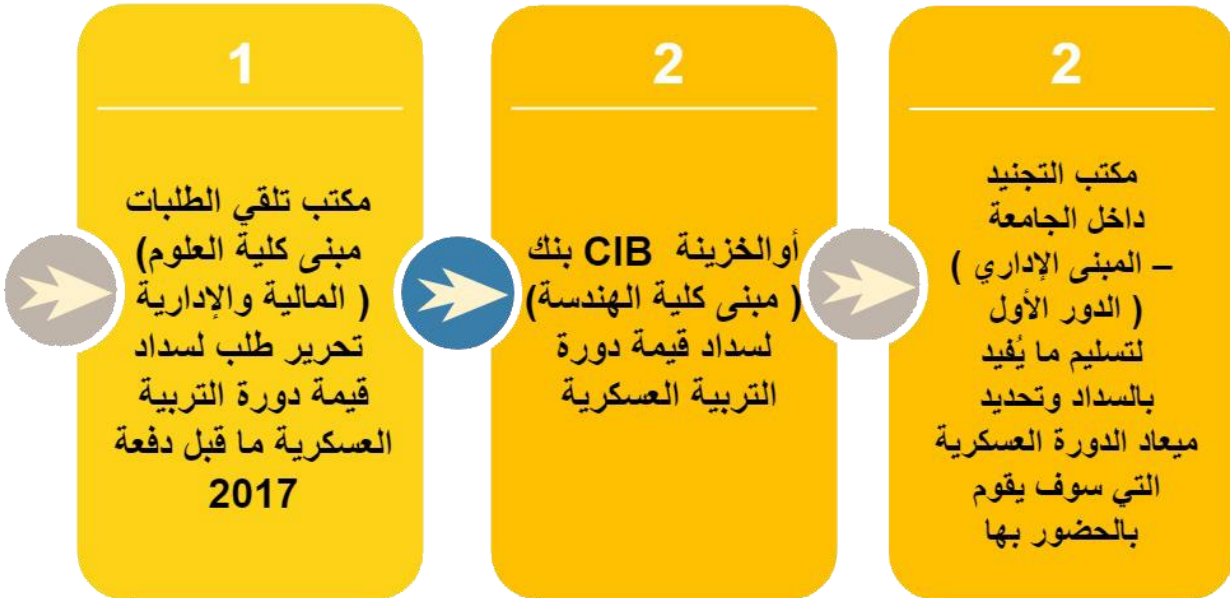 1
مكتب تلقي الطلبات
مبنى كلية العلوم)
( المالية والإدارية
تحرير طلب لسداد
قيمة دورة التربية
العسكرية ما قبل دفعة
2017
2
أوالخزينة CIB بنك
( مبنى كلية الهندسة)
لسداد قيمة دورة
التربية العسكرية
2
مكتب التجنيد
داخل الجامعة
– المبنى الإداري )
( الدور الأول
لتسليم ما يُفيد
بالسداد وتحديد
ميعاد الدورة العسكرية
التي سوف يقوم
بالحضور بها